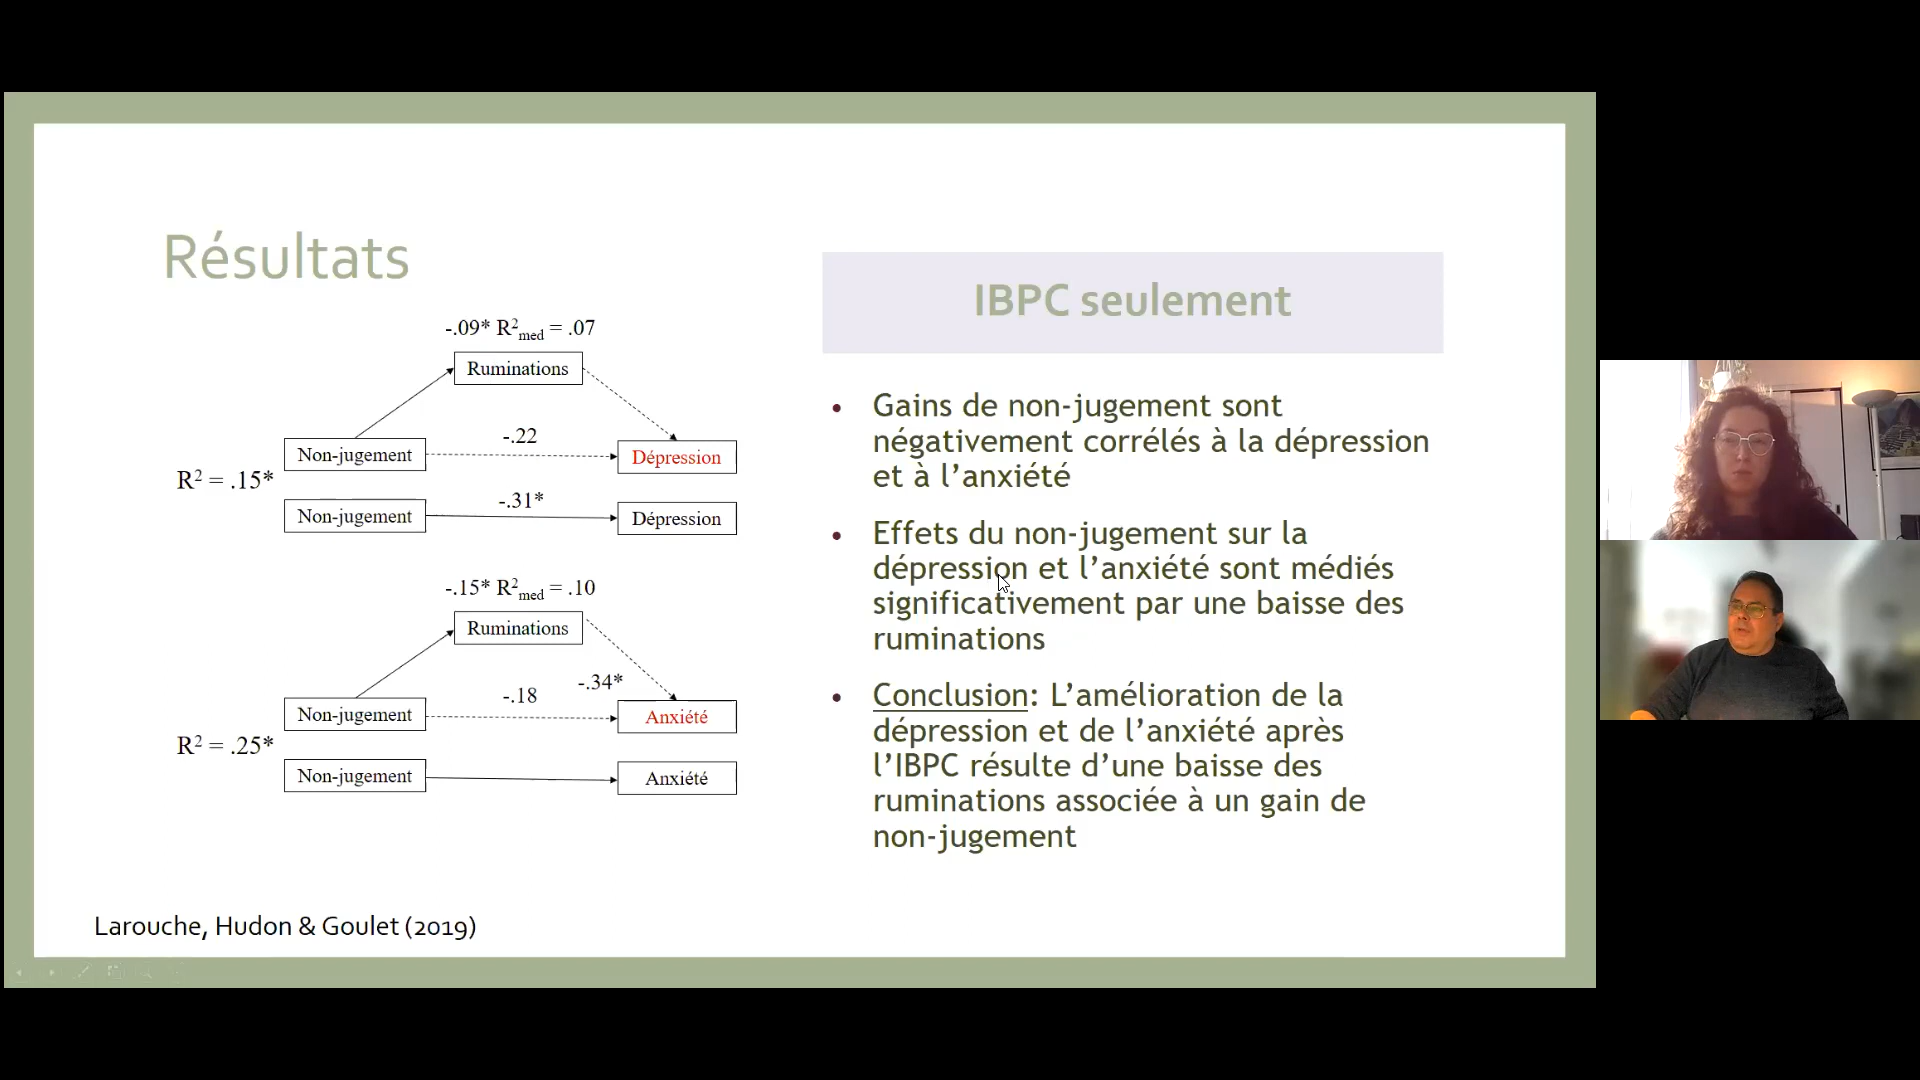 Résultats
-.09* R²med = .07
Ruminations
-.22
Non-jugement
Dépression
R² = .15*
-.31*
Non-jugement
Dépression
-.15* R²med = .10
Ruminations
-.34*
-.18
Non-jugement
Anxiété
R² = .25*
Non-jugement
Anxiété
Larouche, Hudon & Goulet (2019)
IBPC seulement
• Gains de non-jugement sont
négativement corrélés à la dépression
et à l’anxiété
• Effets du non-jugement sur la
dépression et l’anxiété sont médiés
significativement par une baisse des
ruminations
• Conclusion: L’amélioration de la
dépression et de l’anxiété après
l’IBPC résulte d’une baisse des
ruminations associée à un gain de
non-jugement